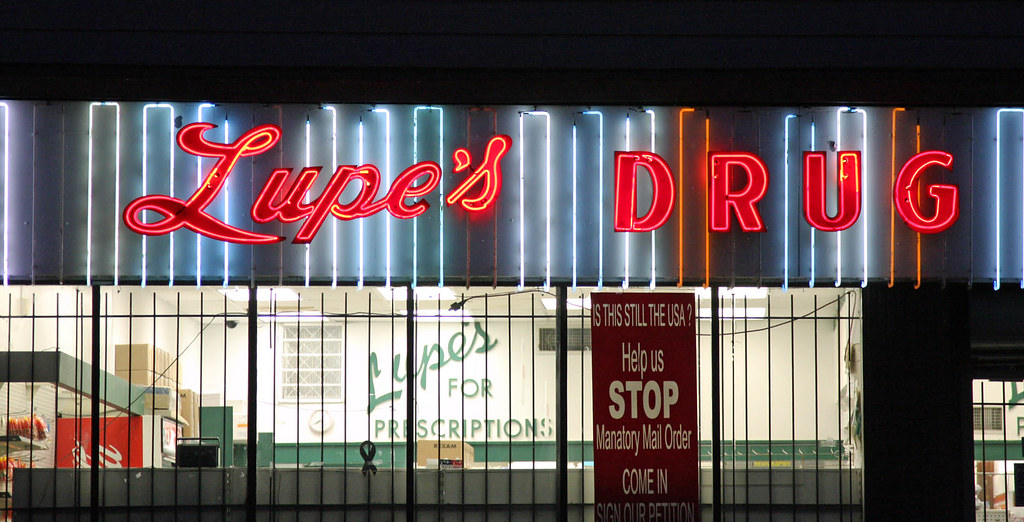 Lupe's DRUG
Lupe's
FOR
PRESCRIPTIONS
IS THIS STILL THE USA?
Help us
STOP
Manatory Mail Order
COME IN
SIGN OUR PETITION